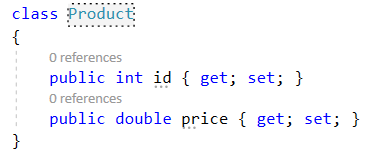 class Product
{
0 references
public int id { get; set; }
0 references
public double price { get; set; }
}